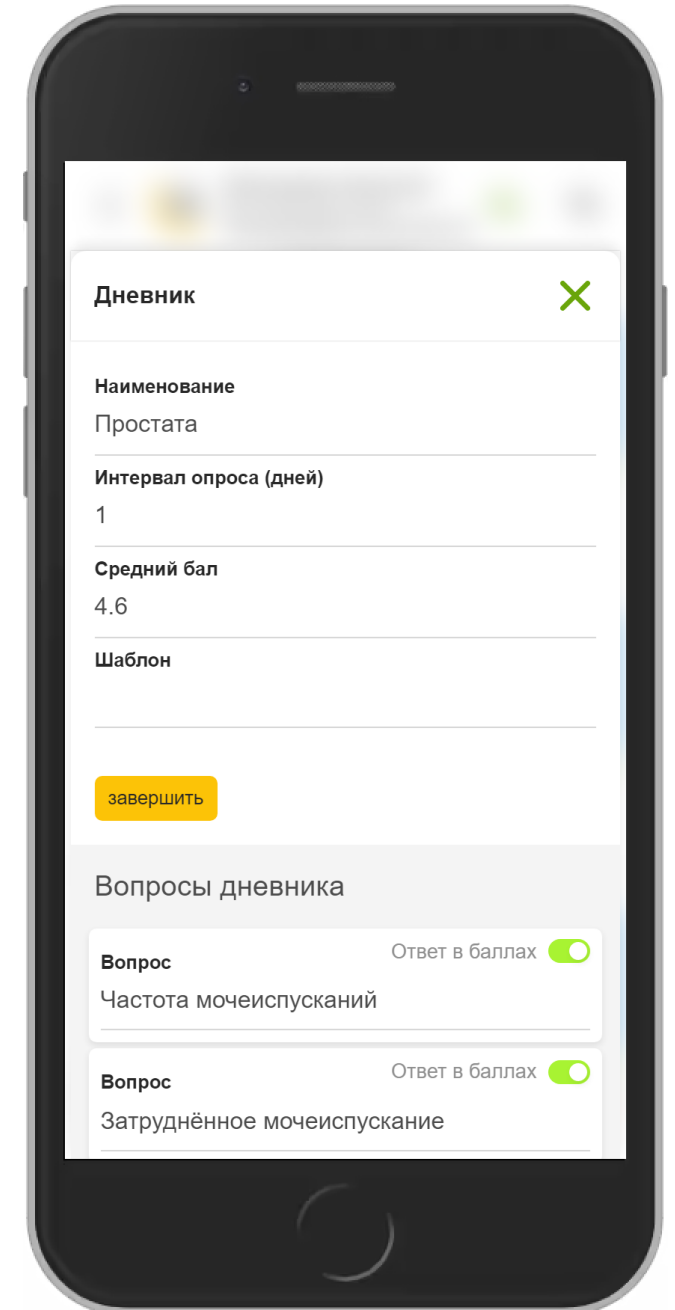 Дневник
Наименование
Простата
Интервал опроса (дней)
1
Средний бал
4.6
Шаблон
завершить
Вопросы дневника
Ответ в баллах
Вопрос
Частота мочеиспусканий
Ответ в баллах
Вопрос
Затруднённое мочеиспускание